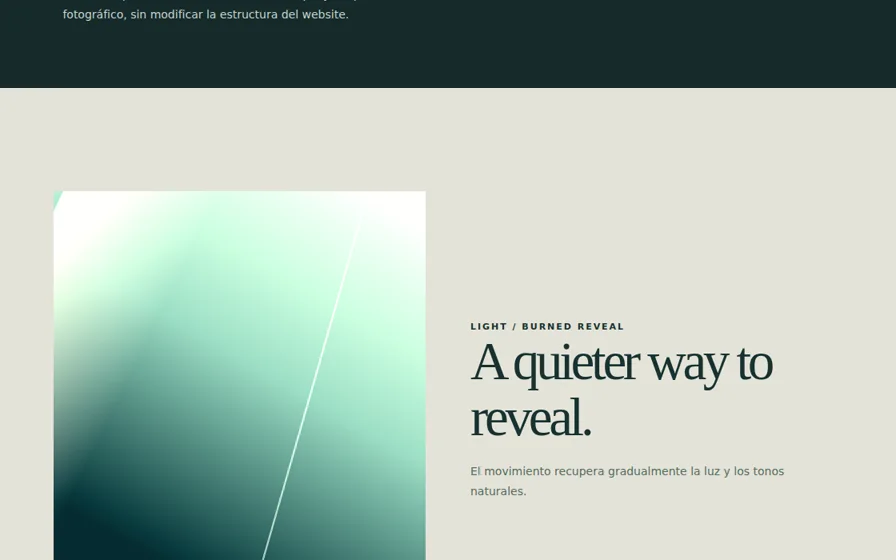 fotográfico, sin modificar la estructura del website.
LIGHT / BURNED REVEAL
A quieter way to
reveal.
El movimiento recupera gradualmente la luz y los tonos
naturales.